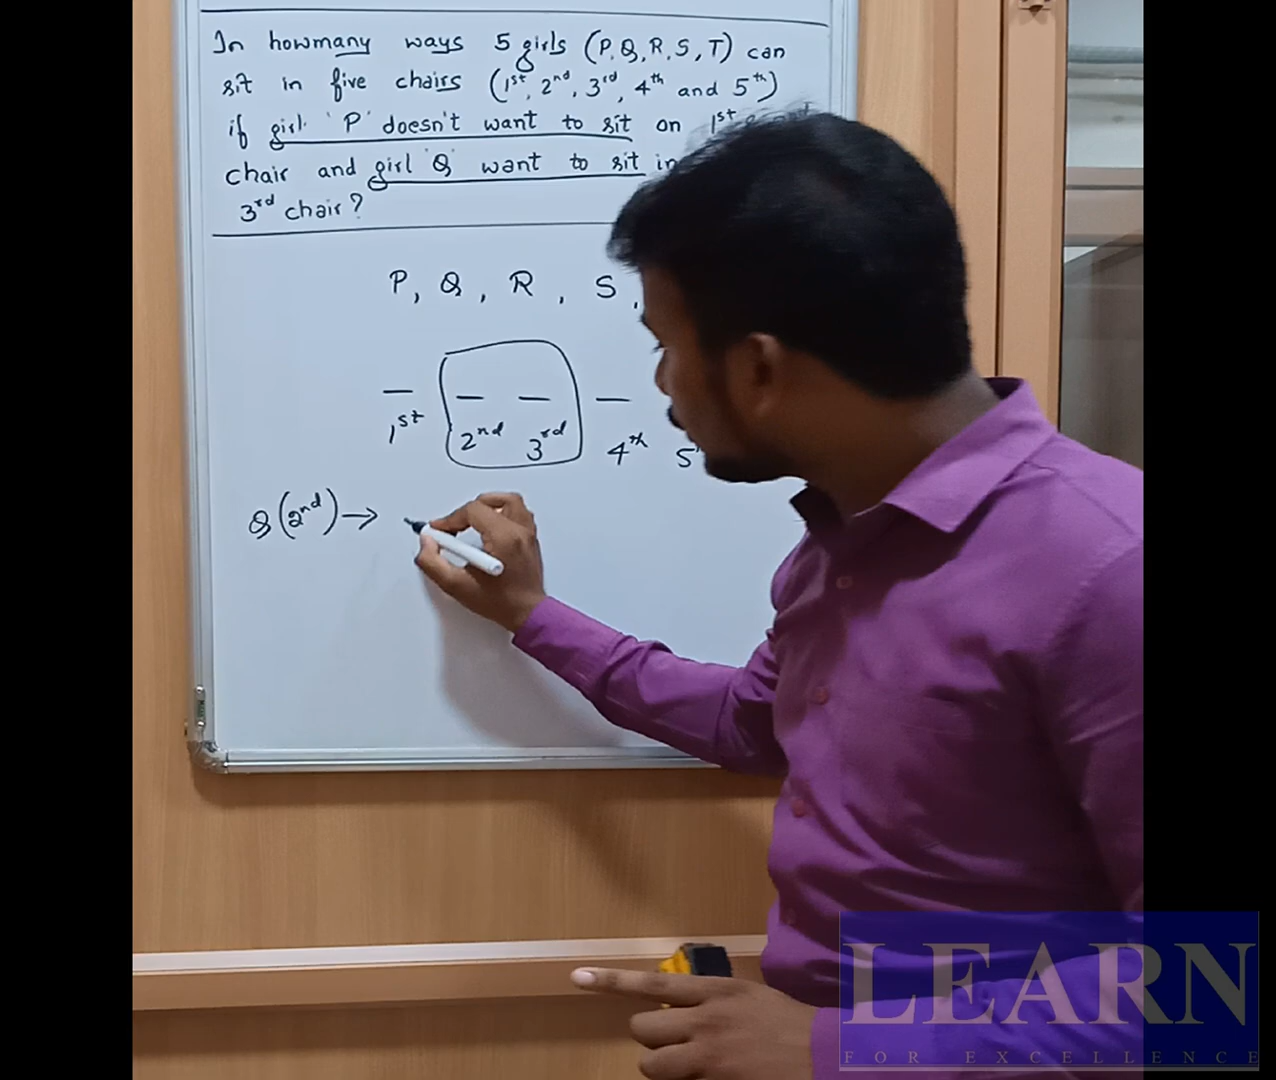 In howmany ways 5 girls (P, Q, R, S, T) can
sit in five chairs (1st, 2nd, 3rd, 4th and 5th)
if girl 'P' doesn't want to sit on 1st
chair and girl 'Q' want to sit in
3rd chair?
P, Q, R, S,
1st 2nd 3rd 4th 5
Q(2nd) →
LEARN
FOR EXCELLENCE